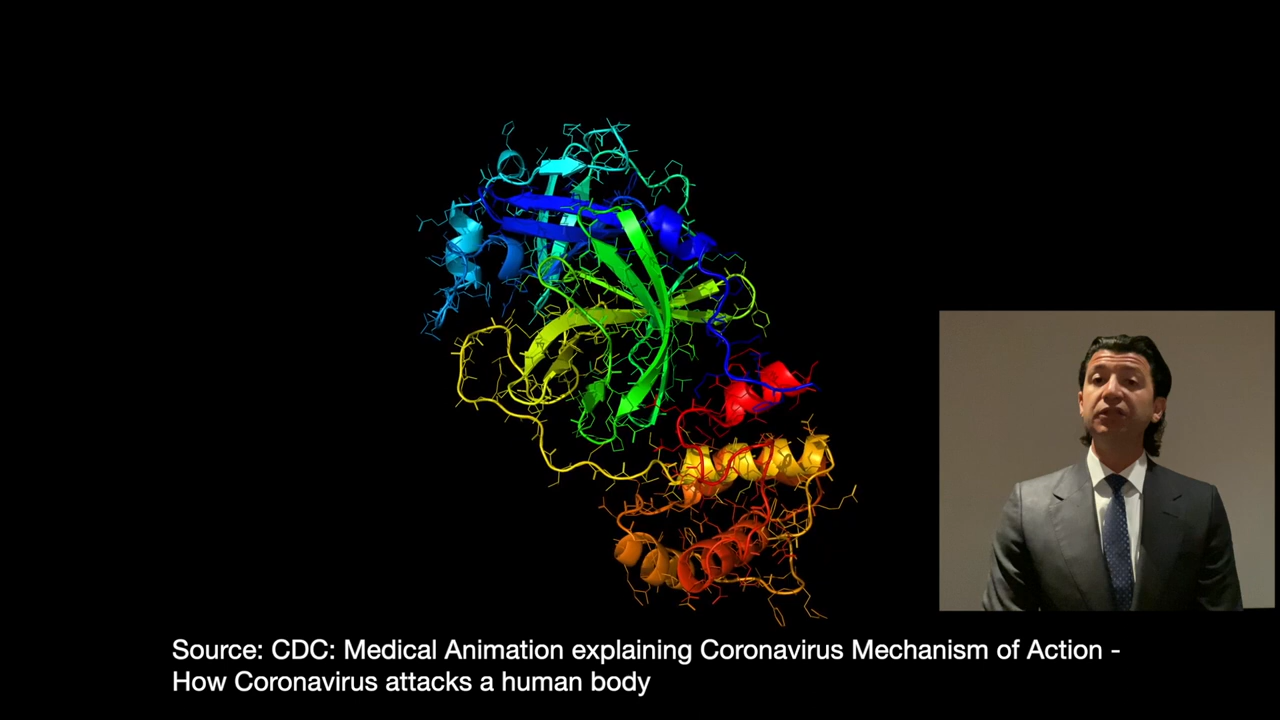 Source: CDC: Medical Animation explaining Coronavirus Mechanism of Action -
How Coronavirus attacks a human body